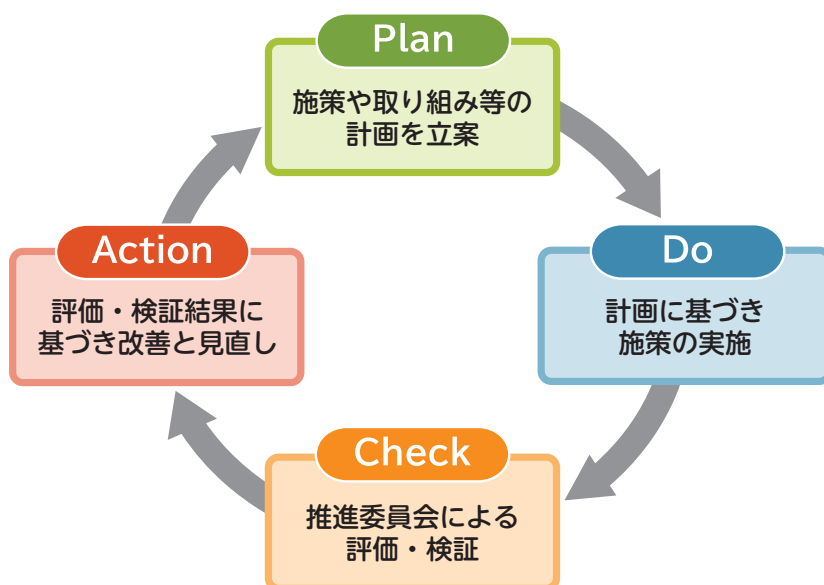 Plan
施策や取り組み等の
計画を立案
Do
計画に基づき
施策の実施
Check
推進委員会による
評価・検証
Action
評価・検証結果に
基づき改善と見直し